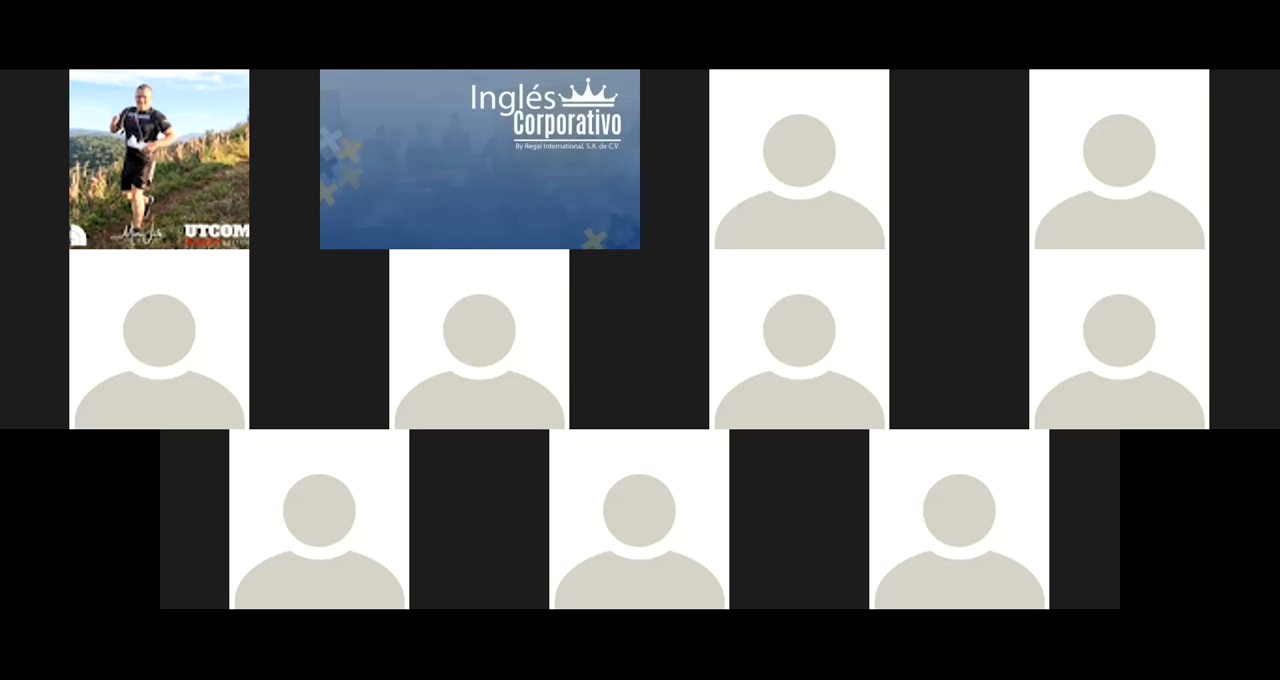 Inglés
Corporativo
By Regal International, S.A. de C.V.
UTCOM